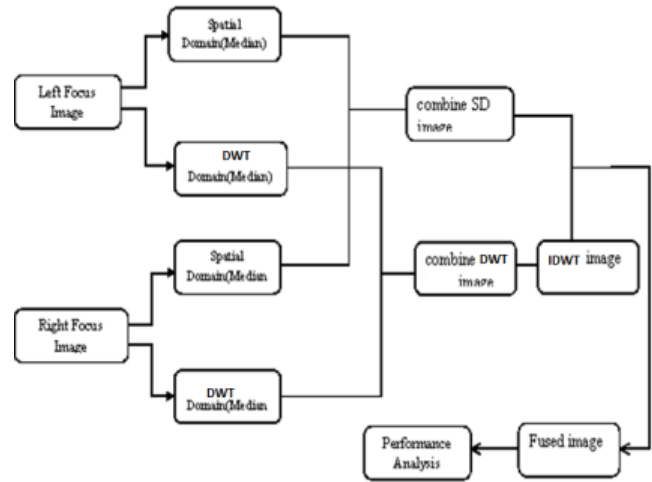 Spatial
Domain(Median)
Left Focus
Image
combine SD
image
DWT
Domain(Median)
Spatial
Domain(Median
combine DWT
image
IDWT image
Right Focus
Image
DWT
Domain(Median
Performance
Analysis
Fused image